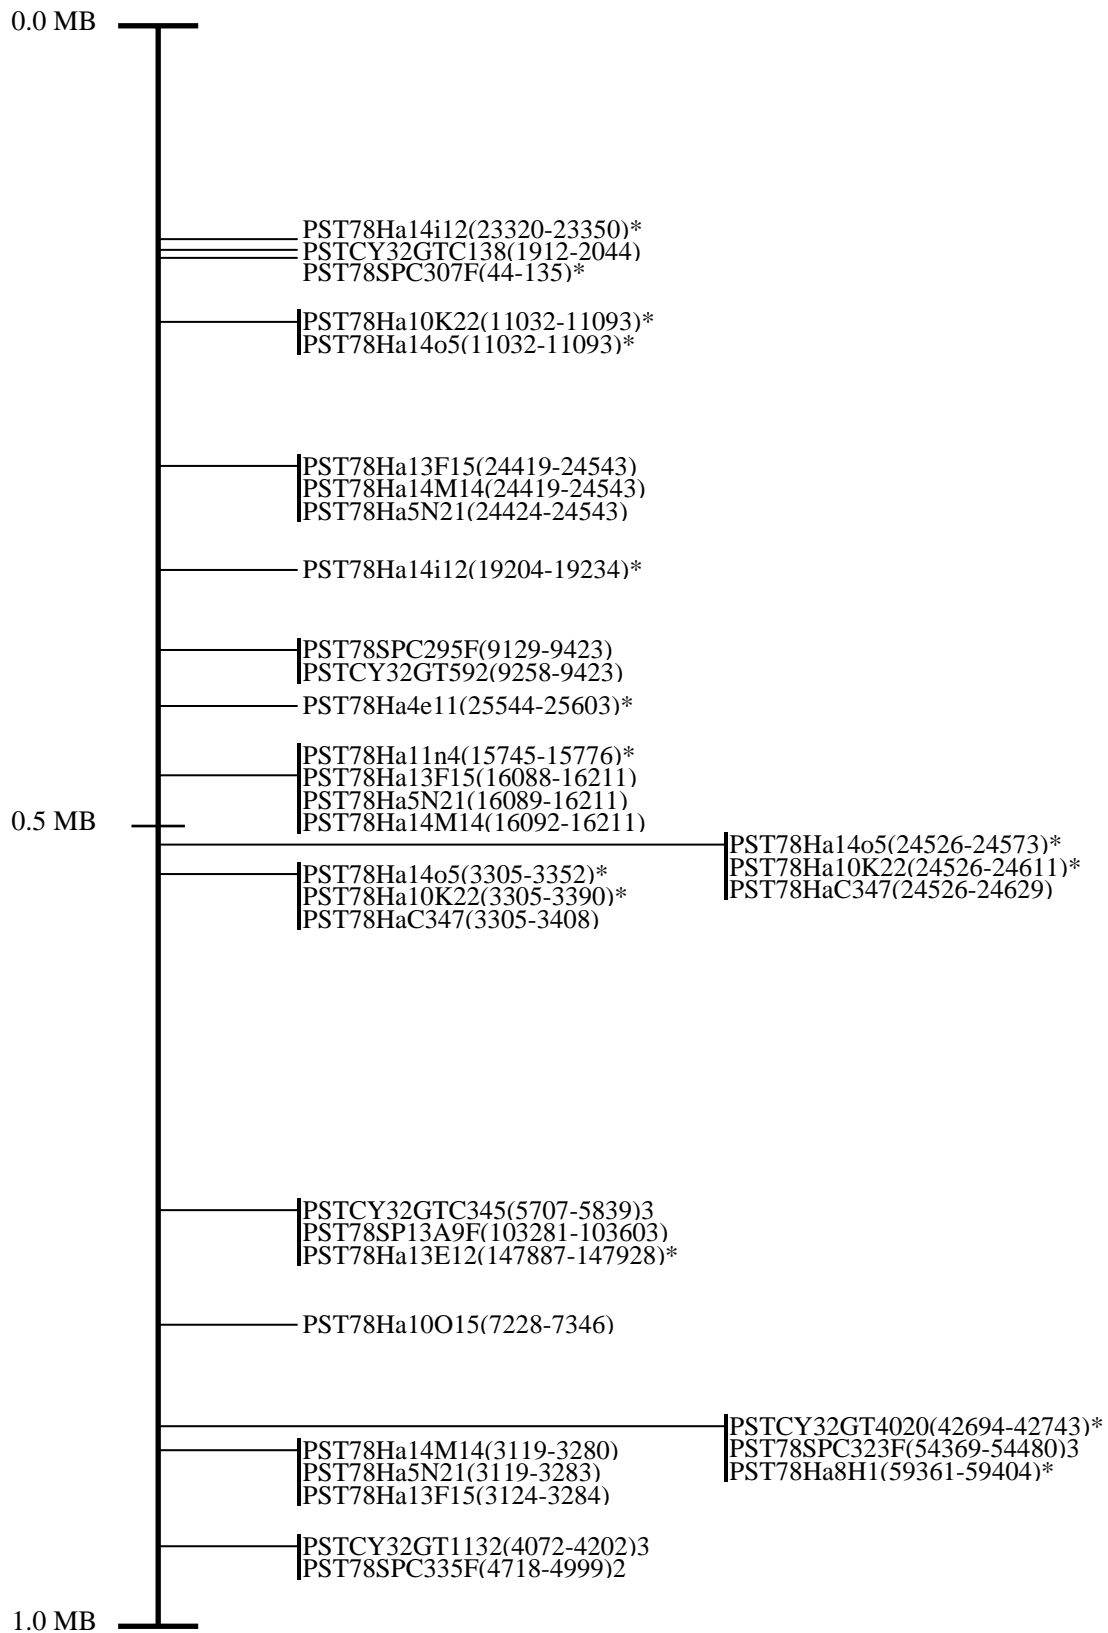 0.0 MB
PST78Ha14i12(23320-23350)*
PSTCY32GTC138(1912-2044)
PST78SPC307F(44-135)*
PST78Ha10K22(11032-11093)*
PST78Ha14o5(11032-11093)*
PST78Ha13F15(24419-24543)
PST78Ha14M14(24419-24543)
PST78Ha5N21(24424-24543)
PST78Ha14i12(19204-19234)*
PST78SPC295F(9129-9423)
PSTCY32GT592(9258-9423)
PST78Ha4e11(25544-25603)*
PST78Ha11n4(15745-15776)*
PST78Ha13F15(16088-16211)
PST78Ha5N21(16089-16211)
PST78Ha14M14(16092-16211)
0.5 MB
PST78Ha14o5(24526-24573)*
PST78Ha10K22(24526-24611)*
PST78HaC347(24526-24629)
PST78Ha14o5(3305-3352)*
PST78Ha10K22(3305-3390)*
PST78HaC347(3305-3408)
PSTCY32GTC345(5707-5839)3
PST78SP13A9F(103281-103603)
PST78Ha13E12(147887-147928)*
PST78Ha10O15(7228-7346)
PSTCY32GT4020(42694-42743)*
PST78SPC323F(54369-54480)3
PST78Ha8H1(59361-59404)*
PST78Ha14M14(3119-3280)
PST78Ha5N21(3119-3283)
PST78Ha13F15(3124-3284)
PSTCY32GT1132(4072-4202)3
PST78SPC335F(4718-4999)2
1.0 MB